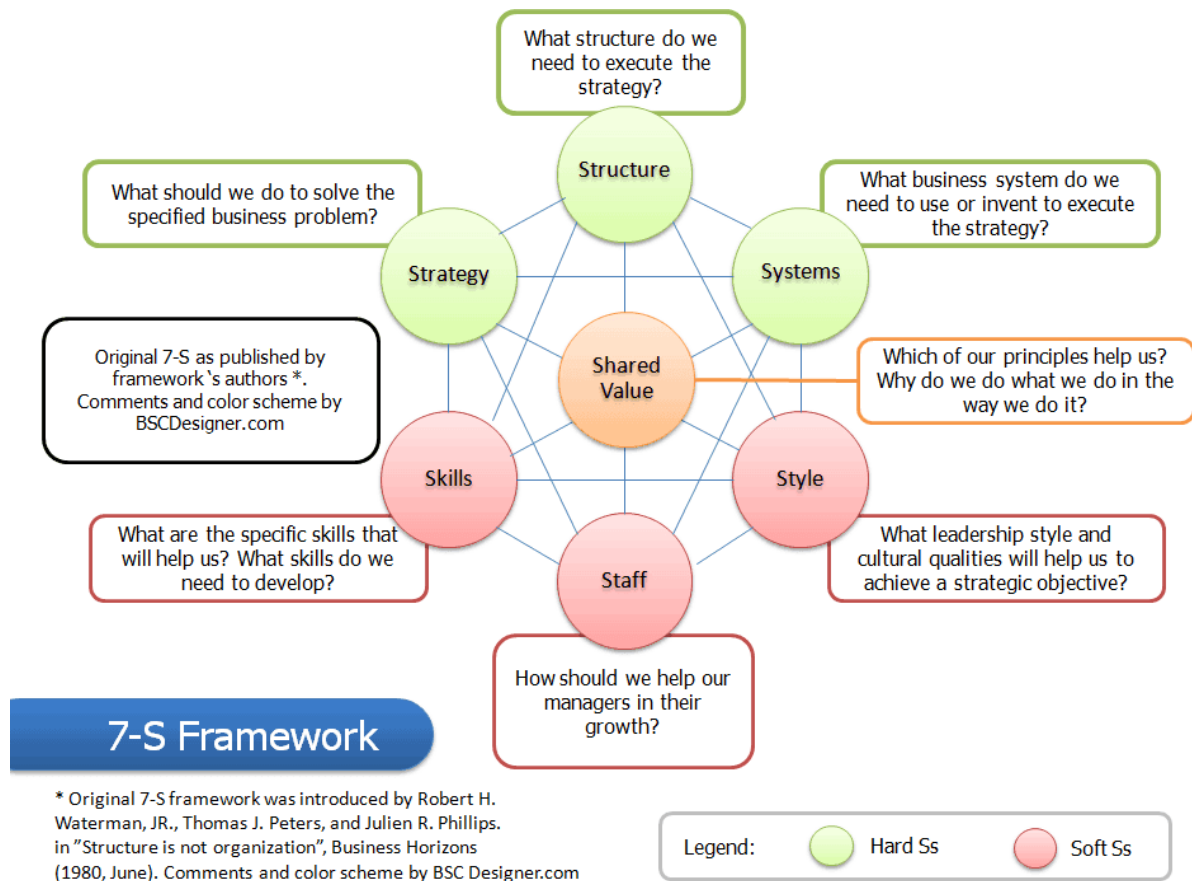 What structure do we
need to execute the
strategy?
Structure
What should we do to solve the
specified business problem?
What business system do we
need to use or invent to execute
the strategy?
Strategy
Systems
Original 7-S as published by
framework`s authors *.
Comments and color scheme by
BSCDesigner.com
Shared
Value
Which of our principles help us?
Why do we do what we do in the
way we do it?
Skills
Style
What are the specific skills that
will help us? What skills do we
need to develop?
What leadership style and
cultural qualities will help us to
achieve a strategic objective?
Staff
How should we help our
managers in their
growth?
7-S Framework
* Original 7-S framework was introduced by Robert H.
Waterman, JR., Thomas J. Peters, and Julien R. Phillips.
in ”Structure is not organization”, Business Horizons
(1980, June). Comments and color scheme by BSC Designer.com
Legend:
Hard Ss
Soft Ss